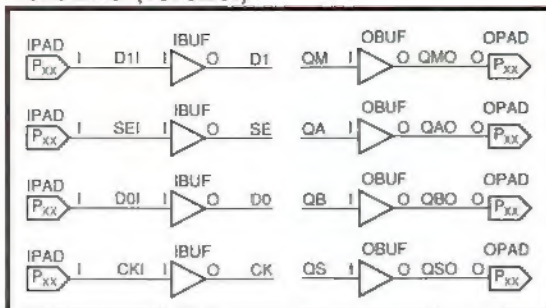 IPAD IBUF OBUF OPAD
Pxx I D1I I O D1 QM I O QMO O Pxx
IPAD IBUF OBUF OPAD
Pxx I SEI I O SE QA I O QAO O Pxx
IPAD IBUF OBUF OPAD
Pxx I D0I I O D0 QB I O QBO O Pxx
IPAD IBUF OBUF OPAD
Pxx I CKI I O CK QS I O QSO O Pxx